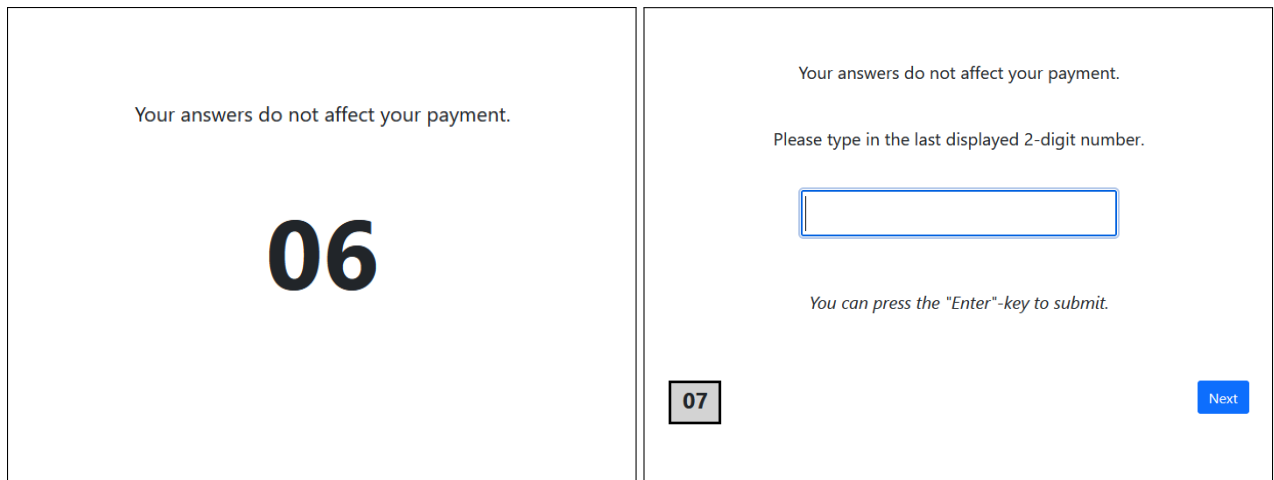 Your answers do not affect your payment.
06
Your answers do not affect your payment.
Please type in the last displayed 2-digit number.
You can press the "Enter"-key to submit.
07
Next